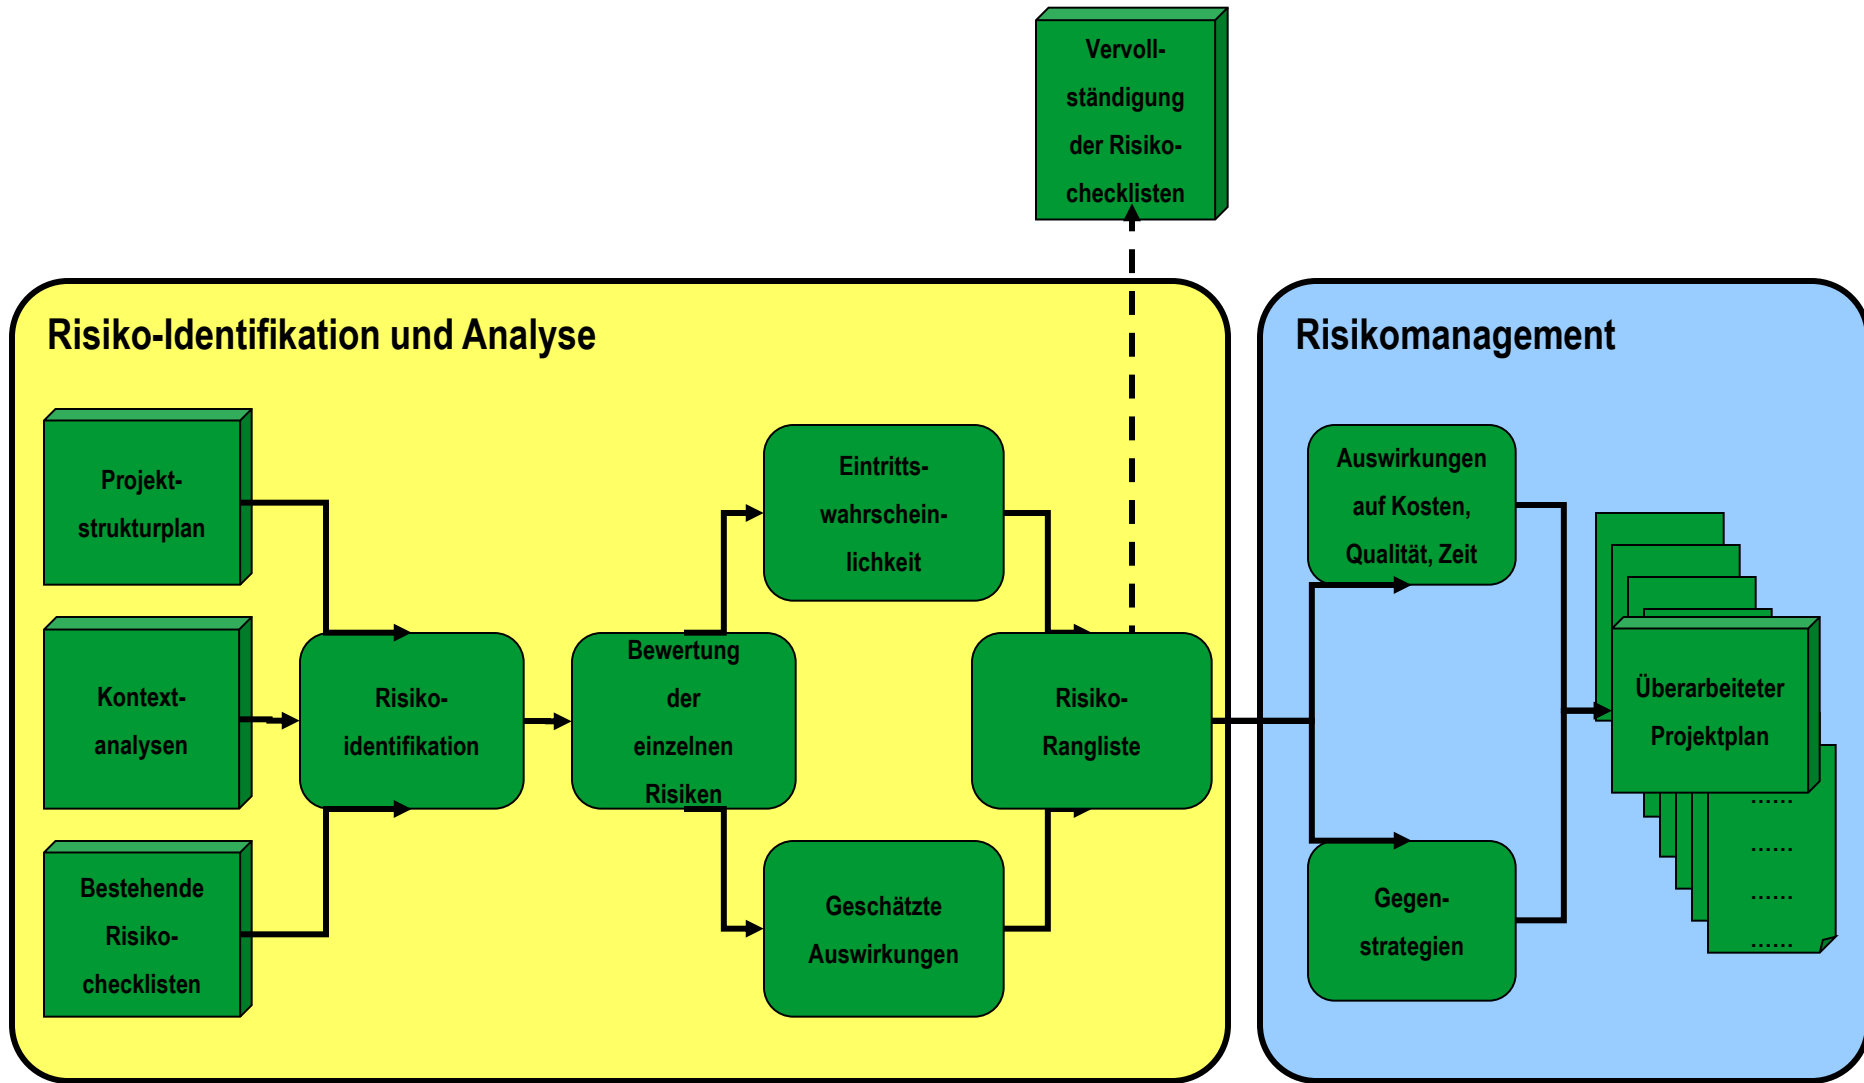 Vervoll-
ständigung
der Risiko-
checklisten
Risiko-Identifikation und Analyse
Projekt-
strukturplan
Kontext-
analysen
Bestehende
Risiko-
checklisten
Risiko-
identifikation
Bewertung
der
einzelnen
Risiken
Eintritts-
wahrschein-
lichkeit
Geschätzte
Auswirkungen
Risiko-
Rangliste
Risikomanagement
Auswirkungen
auf Kosten,
Qualität, Zeit
Gegen-
strategien
Überarbeiteter
Projektplan
......
......
......
......